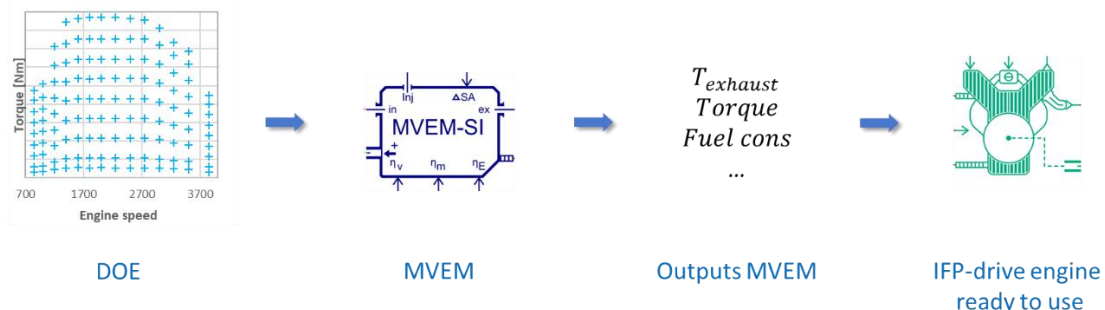 Torque [Nm]
700 1700 2700 3700
Engine speed
Inj
ΔSA
in
ex
MVEM-SI
+
ηv
ηm
ηE
Texhaust
Torque
Fuel cons
...
DOE
MVEM
Outputs MVEM
IFP-drive engine
ready to use